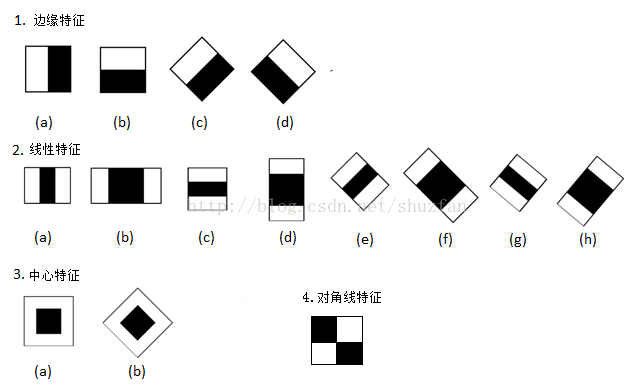 1. 边缘特征
(a) (b) (c) (d)
2. 线性特征
http://blog.csdn.net/shuzfan
(a) (b) (c) (d) (e) (f) (g) (h)
3. 中心特征
4. 对角线特征
(a) (b)